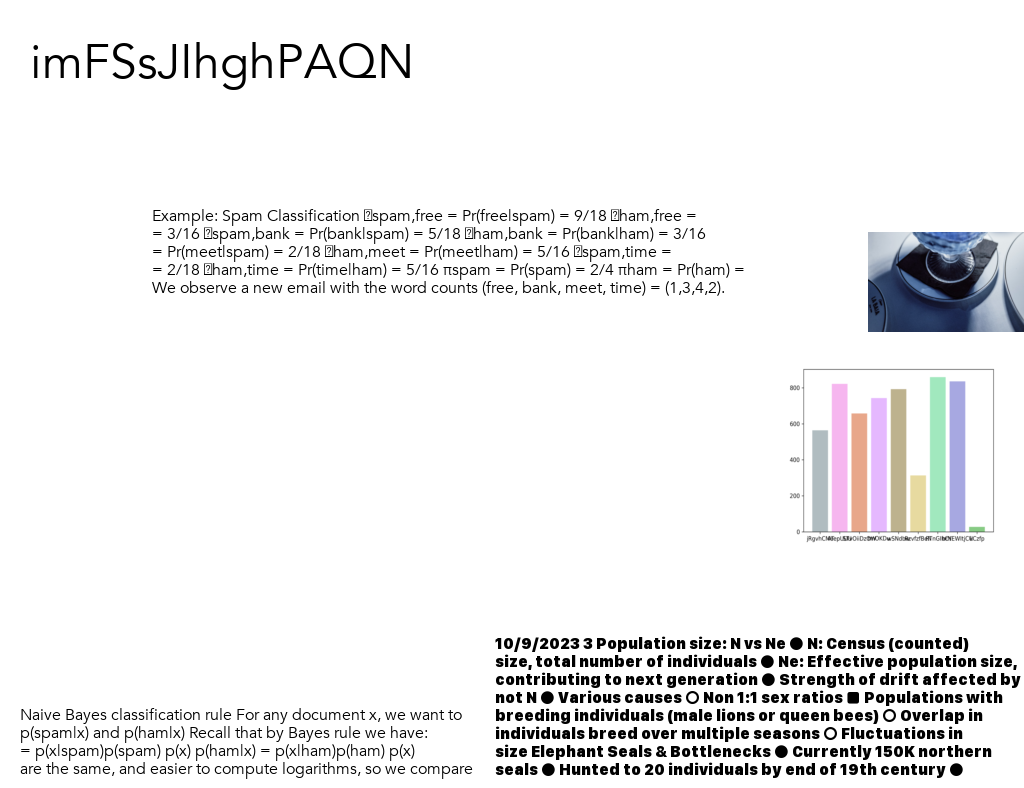 imFSsJIhghPAQN
Example: Spam Classification �spam,free = Pr(free|spam) = 9/18 �ham,free =
= 3/16 �spam,bank = Pr(bank|spam) = 5/18 �ham,bank = Pr(bank|ham) = 3/16
= Pr(meet|spam) = 2/18 �ham,meet = Pr(meet|ham) = 5/16 �spam,time =
= 2/18 �ham,time = Pr(time|ham) = 5/16 πspam = Pr(spam) = 2/4 πham = Pr(ham) =
We observe a new email with the word counts (free, bank, meet, time) = (1,3,4,2).
800
600
400
200
0
10/9/2023 3 Population size: N vs Ne ● N: Census (counted)
size, total number of individuals ● Ne: Effective population size,
contributing to next generation ● Strength of drift affected by
not N ● Various causes ○ Non 1:1 sex ratios ■ Populations with
breeding individuals (male lions or queen bees) ○ Overlap in
individuals breed over multiple seasons ○ Fluctuations in
size Elephant Seals & Bottlenecks ● Currently 150K northern
seals ● Hunted to 20 individuals by end of 19th century ●
Naive Bayes classification rule For any document x, we want to
p(spam|x) and p(ham|x) Recall that by Bayes rule we have:
= p(x|spam)p(spam) p(x) p(ham|x) = p(x|ham)p(ham) p(x)
are the same, and easier to compute logarithms, so we compare